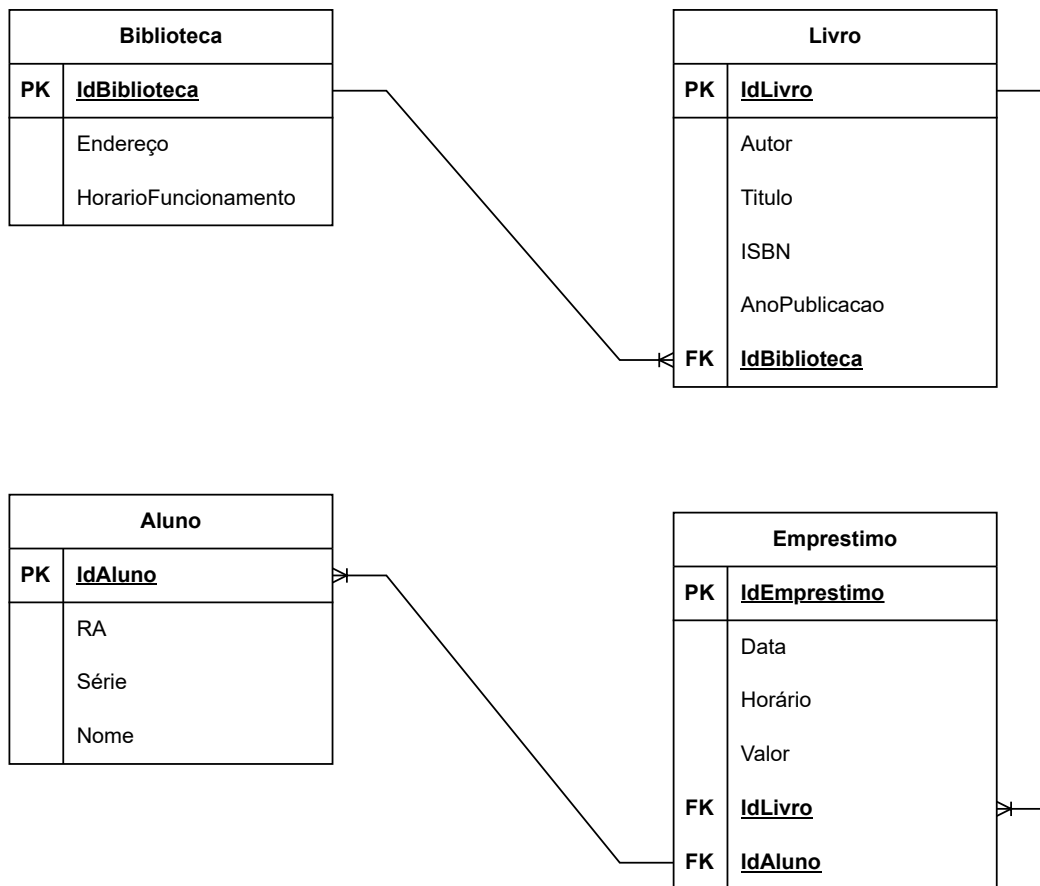 Biblioteca
PK IdBiblioteca
Endereço
HorarioFuncionamento
Livro
PK IdLivro
Autor
Titulo
ISBN
AnoPublicacao
FK IdBiblioteca
Aluno
PK IdAluno
RA
Série
Nome
Emprestimo
PK IdEmprestimo
Data
Horário
Valor
FK IdLivro
FK IdAluno